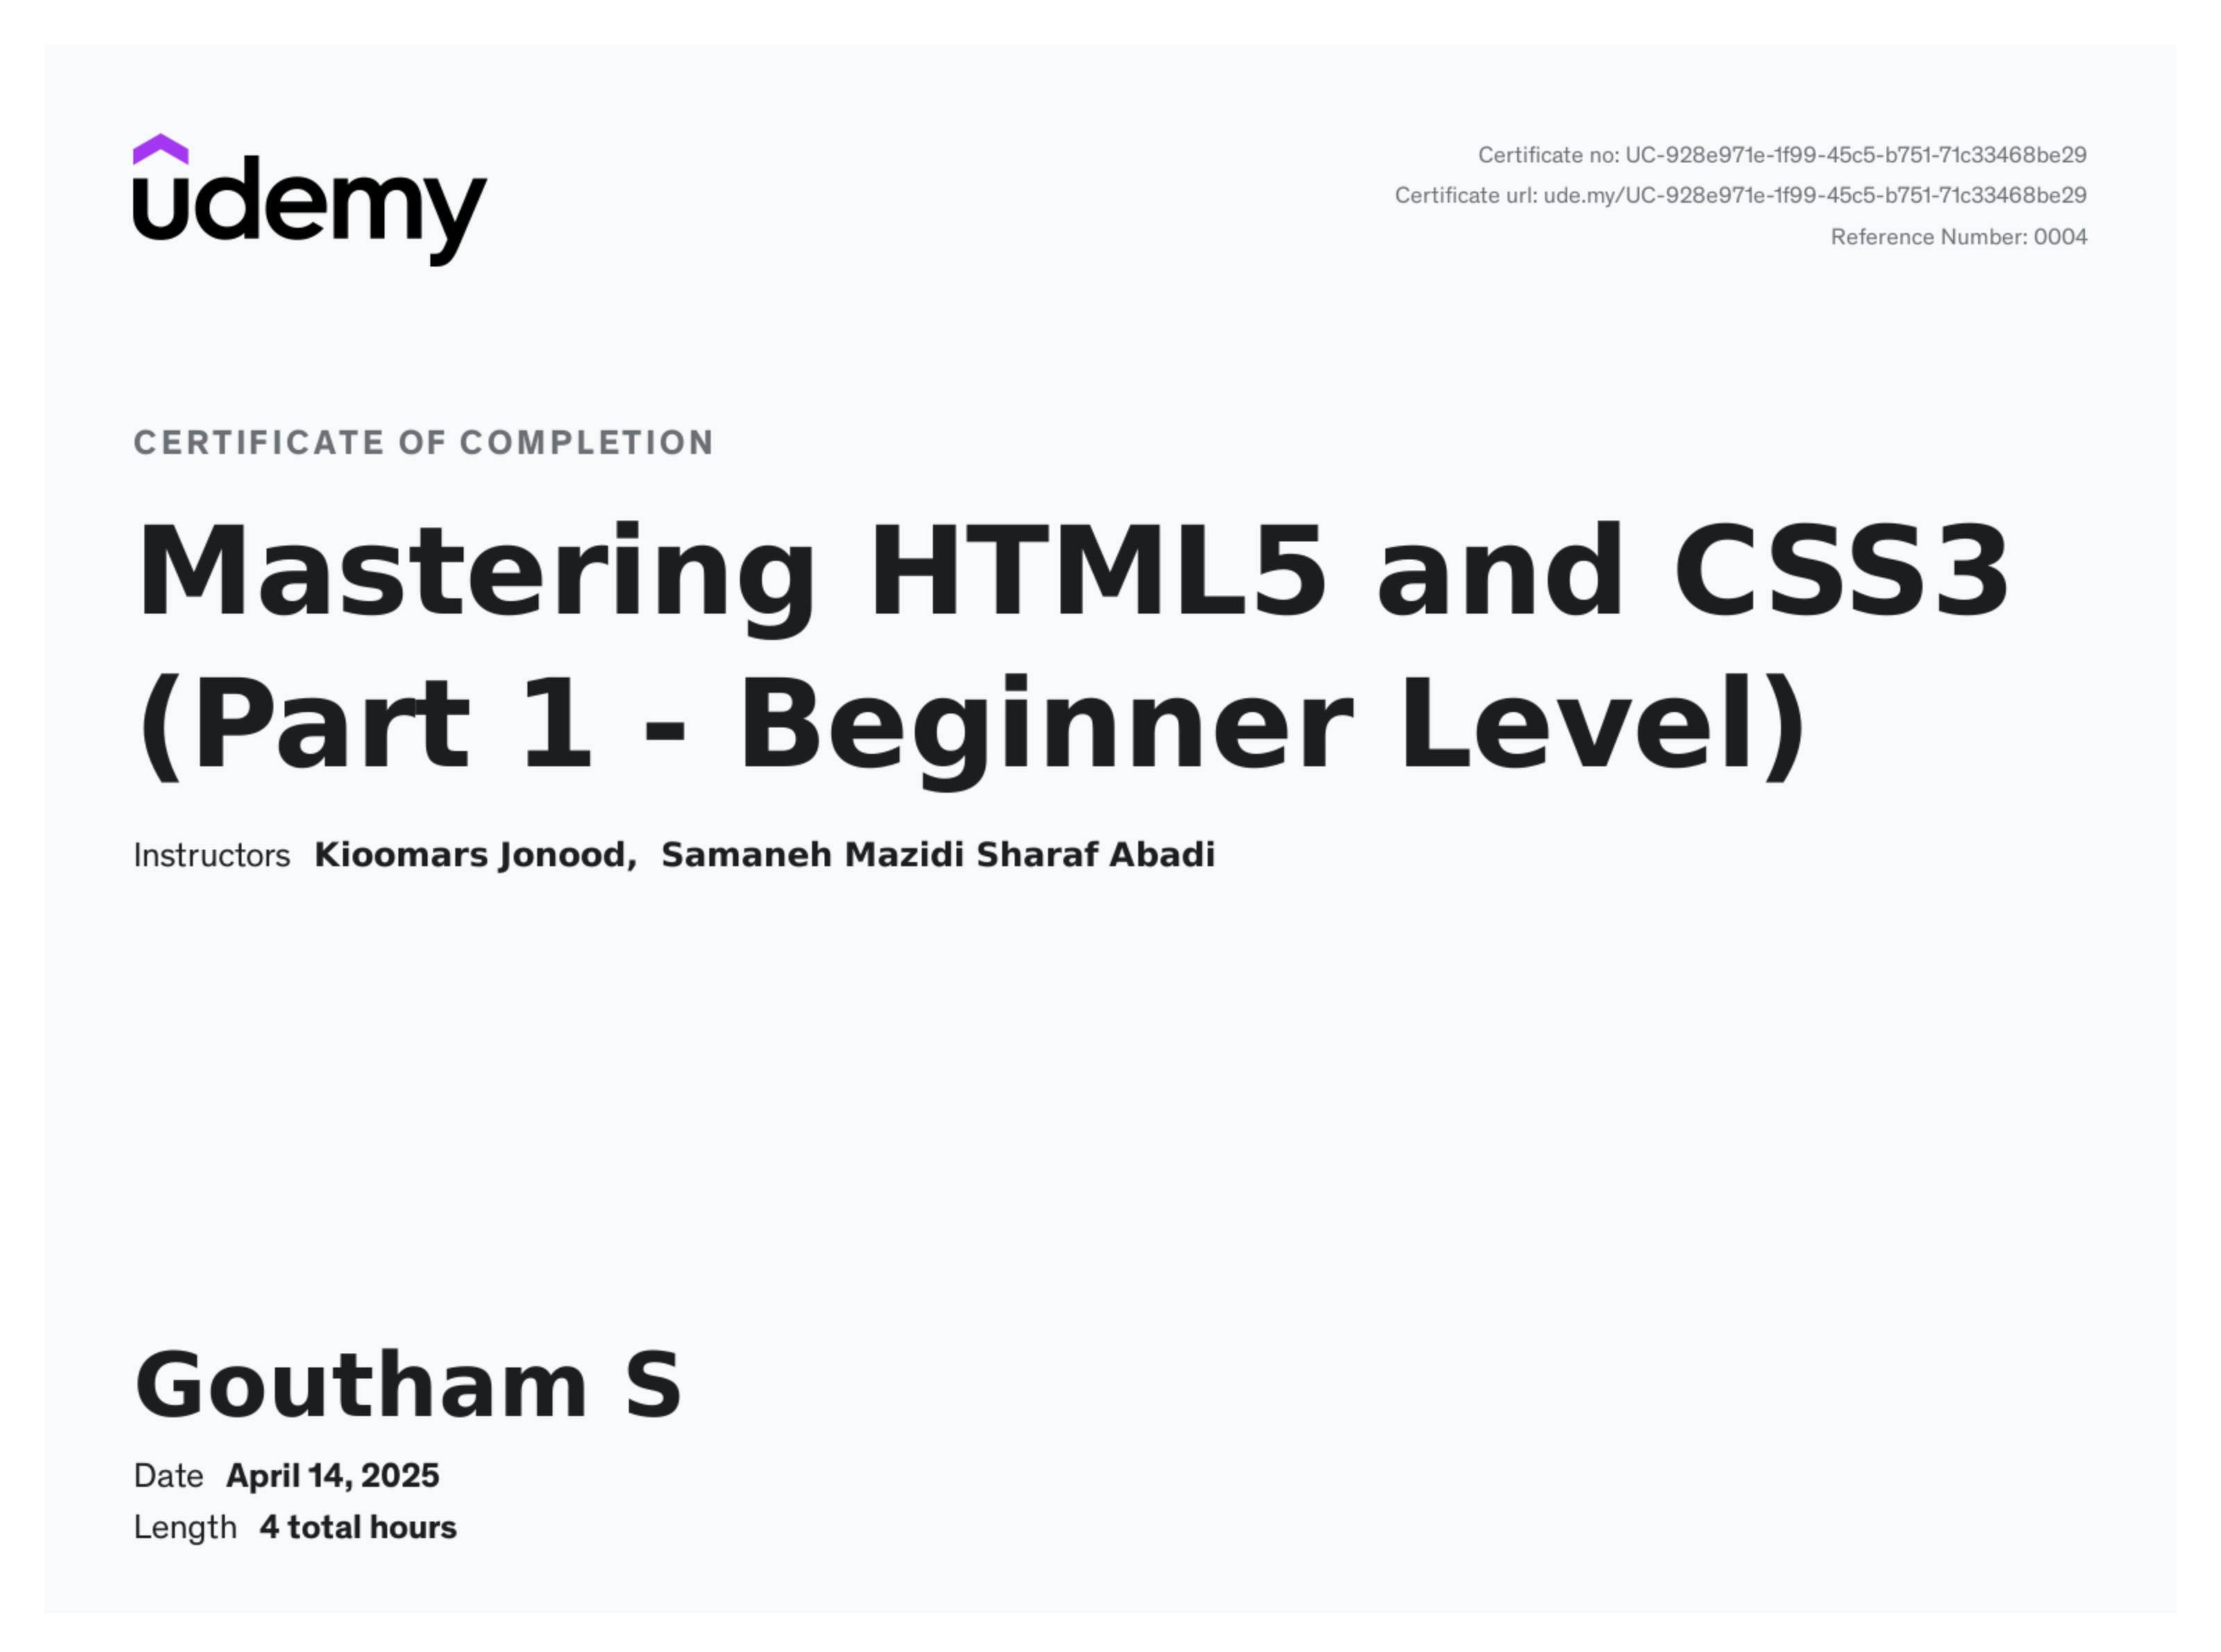 udemy
Certificate no: UC-928e971e-1f99-45c5-b751-71c33468be29
Certificate url: ude.my/UC-928e971e-1f99-45c5-b751-71c33468be29
Reference Number: 0004
CERTIFICATE OF COMPLETION
Mastering HTML5 and CSS3
(Part 1 - Beginner Level)
Instructors Kioomars Jonood, Samaneh Mazidi Sharaf Abadi
Goutham S
Date April 14, 2025
Length 4 total hours